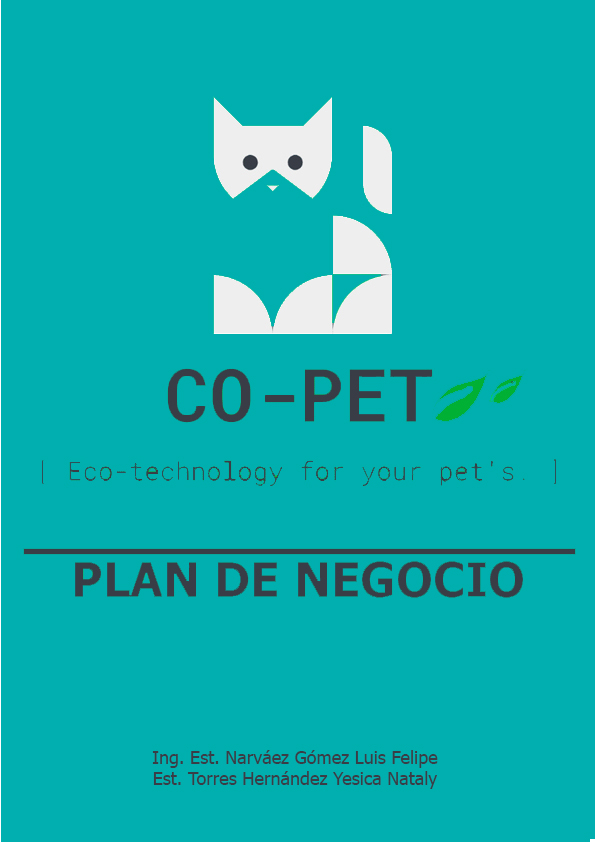 CO-PET
| Eco-technology for your pet's. |
PLAN DE NEGOCIO
Ing. Est. Narváez Gómez Luis Felipe
Est. Torres Hernández Yesica Nataly